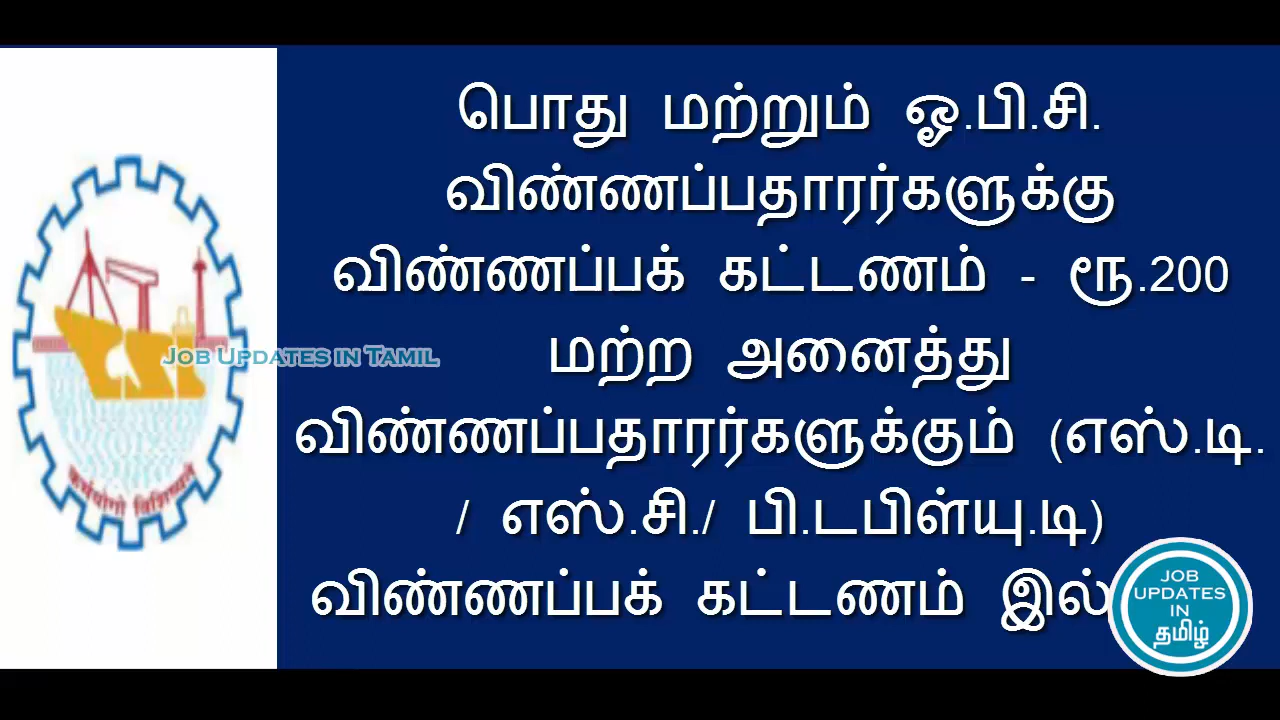 பொது மற்றும் ஓ.பி.சி.
விண்ணப்பதாரர்களுக்கு
விண்ணப்பக் கட்டணம் - ரூ.200
மற்ற அனைத்து
விண்ணப்பதாரர்களுக்கும் (எஸ்.டி.
/ எஸ்.சி./ பி.டபிள்யு.டி)
விண்ணப்பக் கட்டணம்
JOB UPDATES IN TAMIL
CSL
JOB
UPDATES
IN
தமிழ்